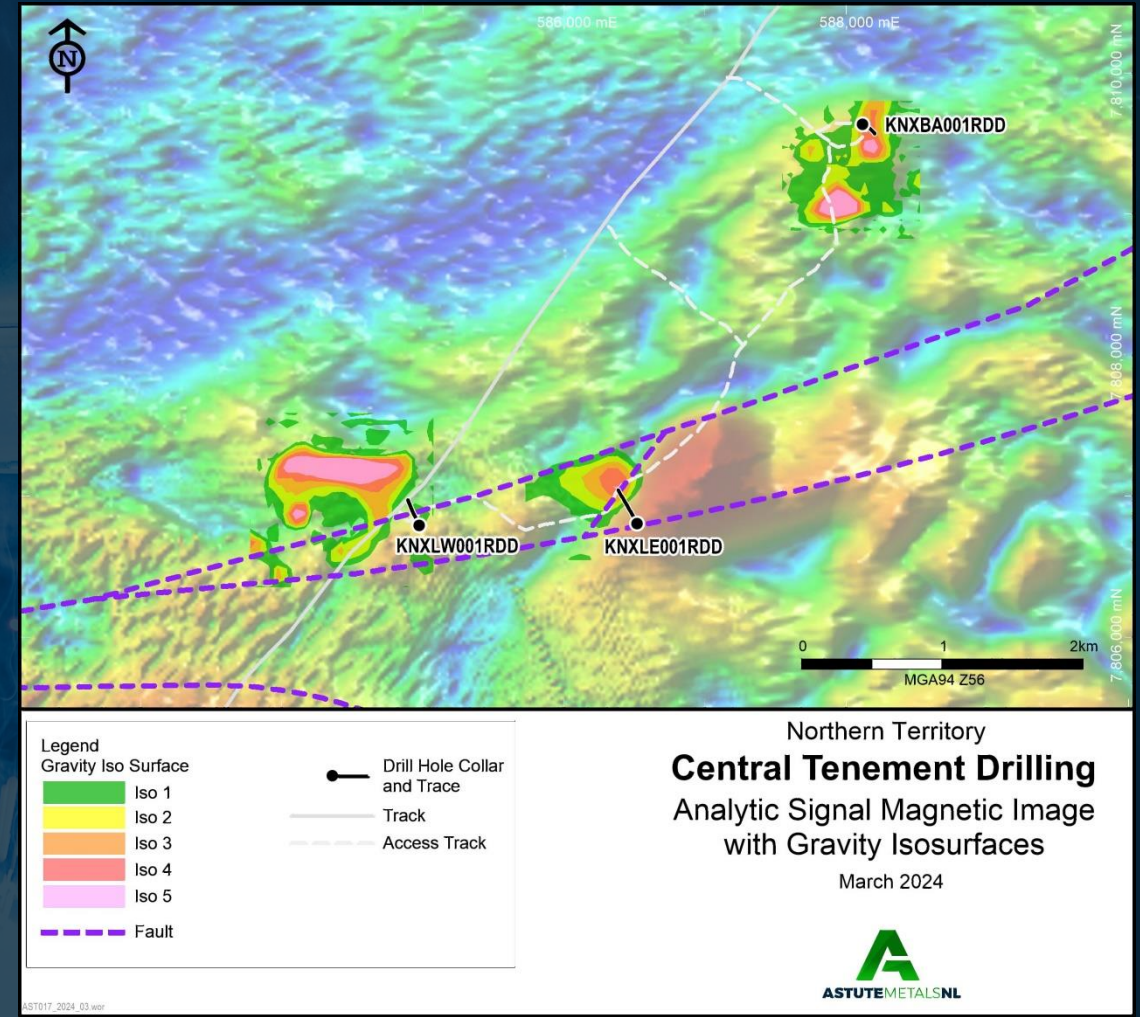 N
586,000 mE
588,000 mE
7,810,000 mN
KNXBA001RDD
7,808,000 mN
KNXLW001RDD
KNXLE001RDD
7,806,000 mN
0 1 2km
MGA94 Z56
Legend
Gravity Iso Surface
Iso 1
Iso 2
Iso 3
Iso 4
Iso 5
Fault
Drill Hole Collar
and Trace
Track
Access Track
Northern Territory
Central Tenement Drilling
Analytic Signal Magnetic Image
with Gravity Isosurfaces
March 2024
ASTUTEMETALSNL
AST017_2024_03.wor